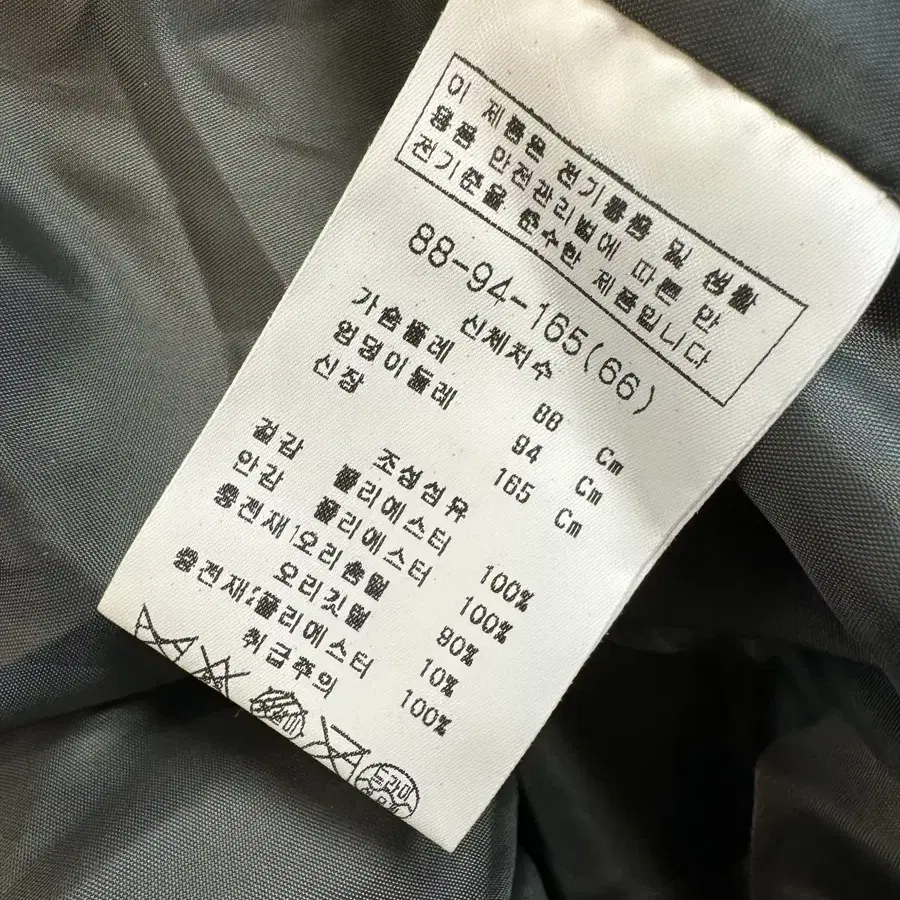 이 제품은 전기용품 및 생활
용품 안전관리법에 따른 안
전기준을 준수한 제품입니다
88-94-165(66)
신체치수
가슴둘레 88 Cm
엉덩이둘레 94 Cm
신장 165 Cm
조성섬유
겉감 폴리에스터 100%
안감 폴리에스터 100%
충전재1오리솜털 90%
오리깃털 10%
충전재2폴리에스터 100%
취급주의
드라이